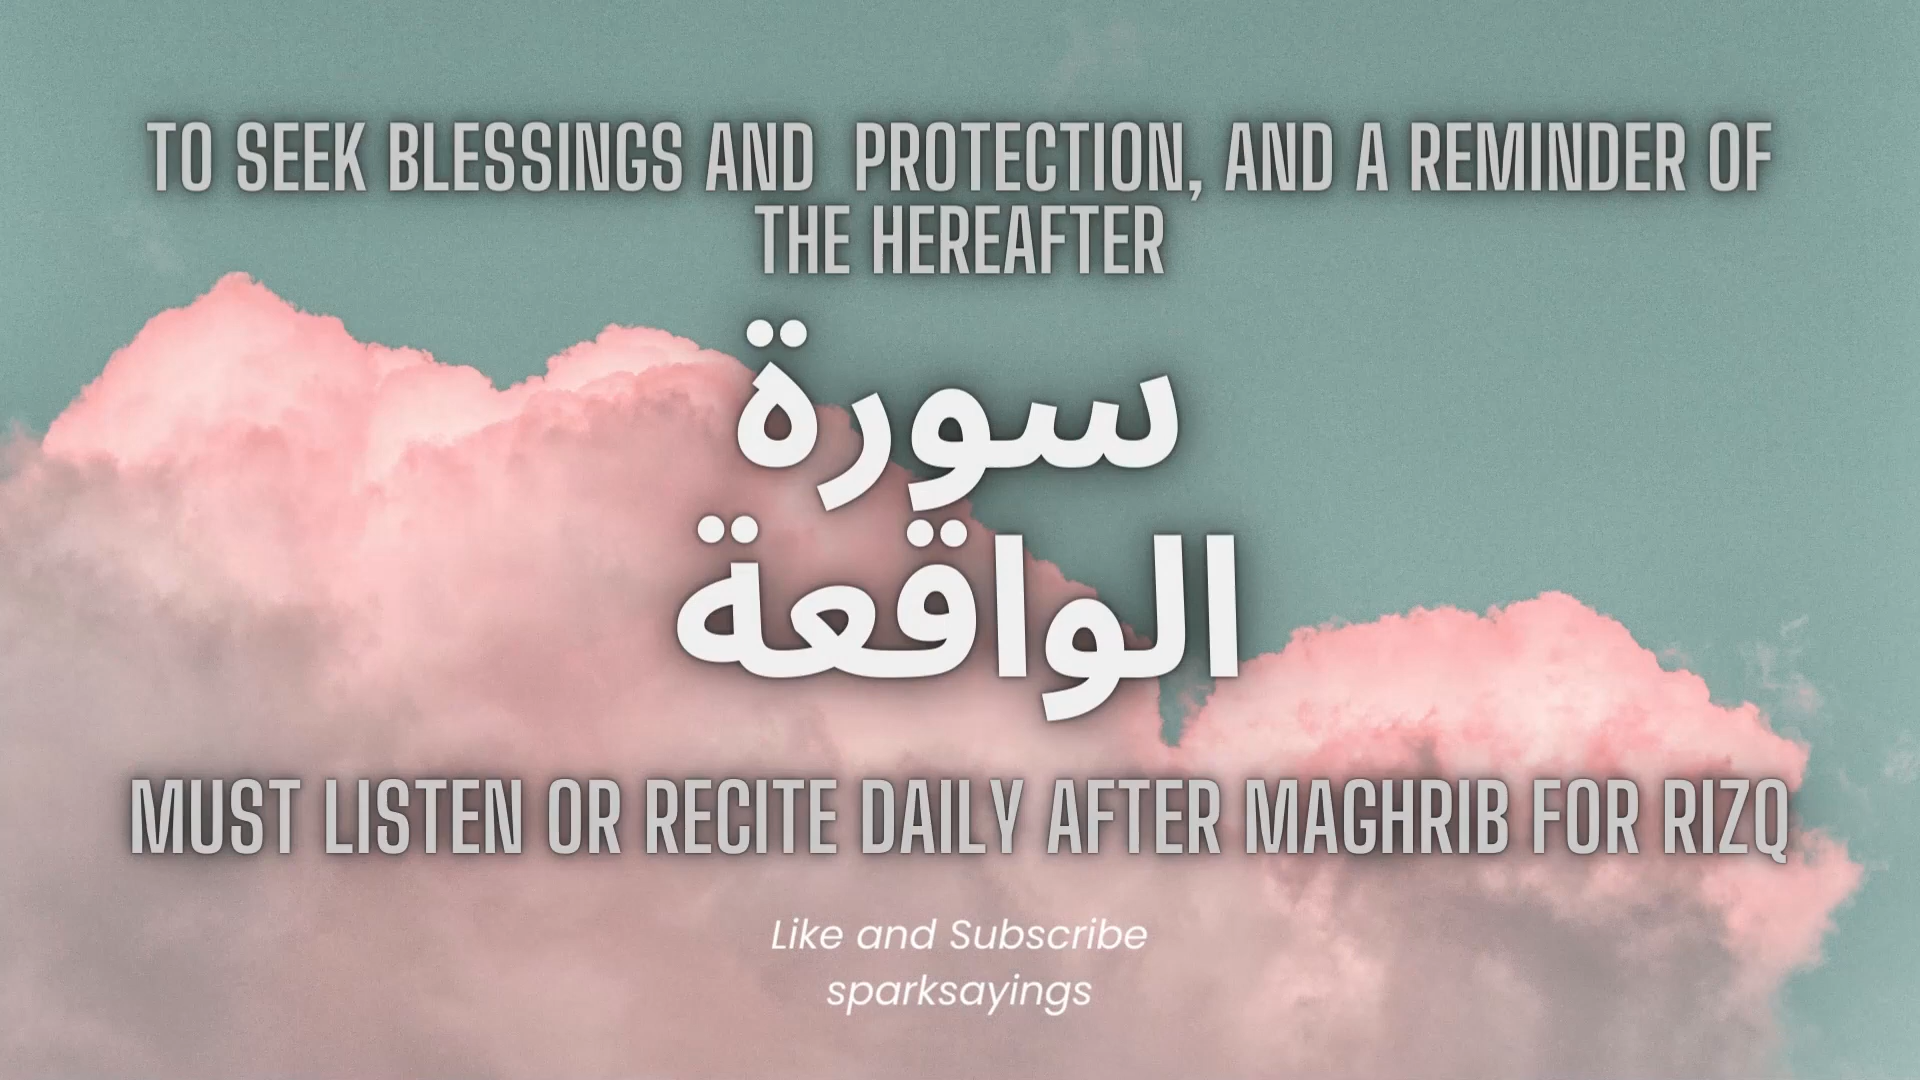 TO SEEK BLESSINGS AND  PROTECTION, AND A REMINDER OF
THE HEREAFTER
سورة
الواقعة
MUST LISTEN OR RECITE DAILY AFTER MAGHRIB FOR RIZQ
Like and Subscribe
sparksayings